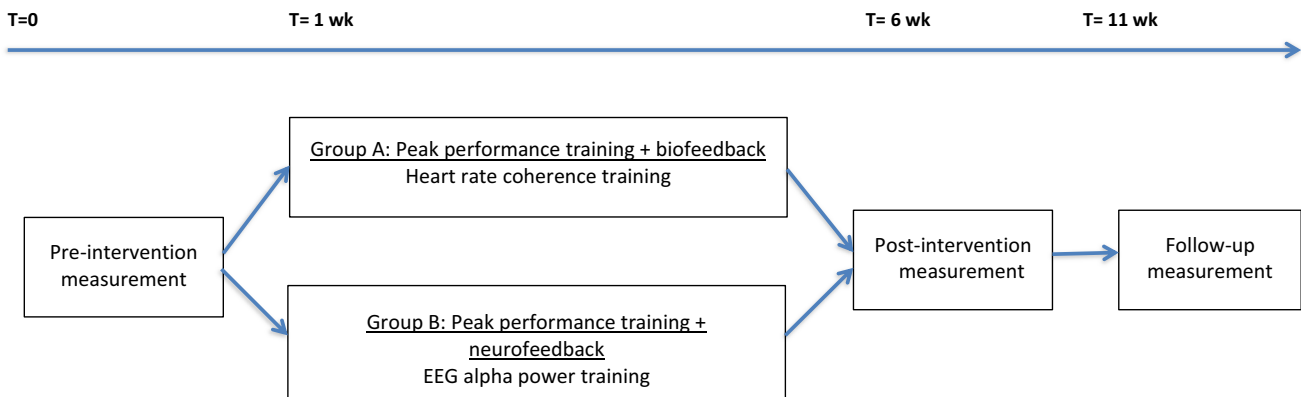 T=0
T= 1 wk
T= 6 wk
T= 11 wk
Group A: Peak performance training + biofeedback
Heart rate coherence training
Pre-intervention
measurement
Post-intervention
measurement
Follow-up
measurement
Group B: Peak performance training +
neurofeedback
EEG alpha power training